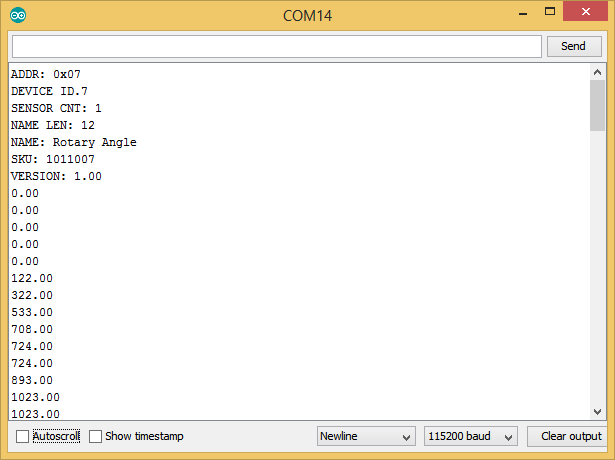 COM14
Send
ADDR: 0x07
DEVICE ID.7
SENSOR CNT: 1
NAME LEN: 12
NAME: Rotary Angle
SKU: 1011007
VERSION: 1.00
0.00
0.00
0.00
0.00
0.00
122.00
322.00
533.00
708.00
724.00
724.00
893.00
1023.00
1023.00
Autoscroll Show timestamp Newline 115200 baud Clear output